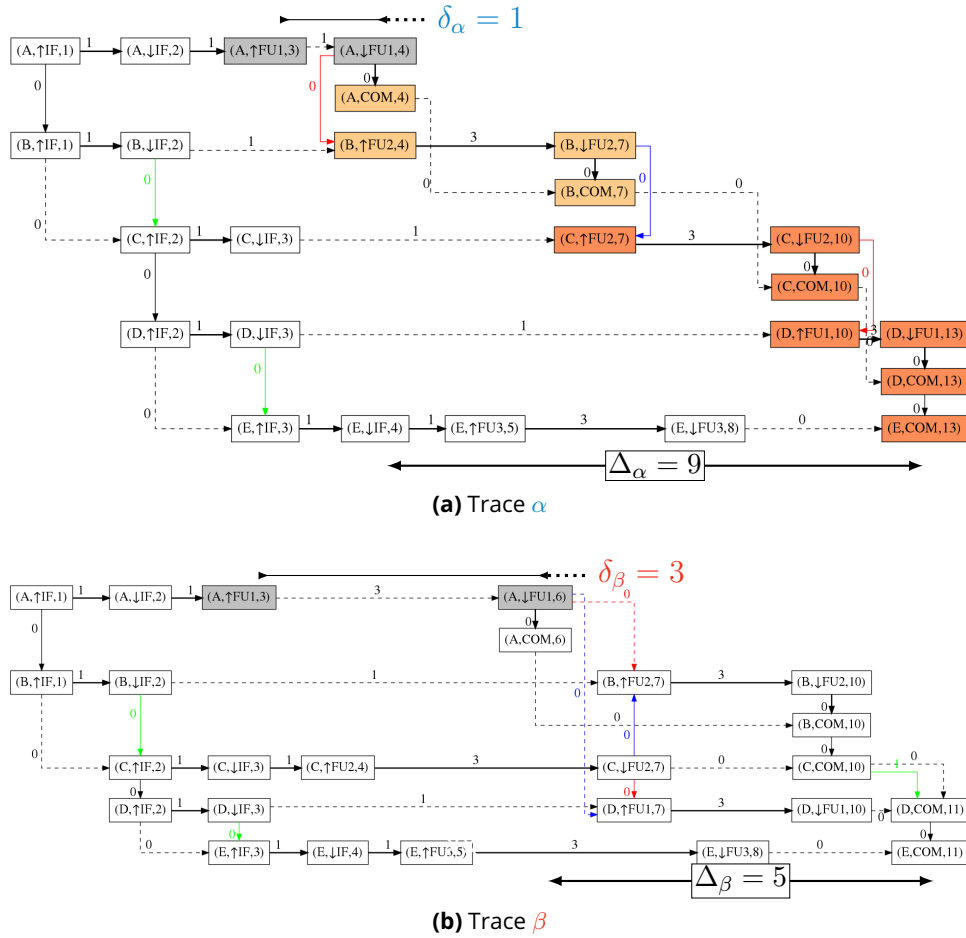 δα = 1
(A,↑IF,1) 1 (A,↓IF,2) 1 (A,↑FU1,3) 1 (A,↓FU1,4)
0 0 0
(A,COM,4)
(B,↑IF,1) 1 (B,↓IF,2) 1 (B,↑FU2,4) 3 (B,↓FU2,7)
0 0 0 0 0 0
(B,COM,7)
(C,↑IF,2) 1 (C,↓IF,3) 1 (C,↑FU2,7) 3 (C,↓FU2,10)
0 0 0
(C,COM,10)
(D,↑IF,2) 1 (D,↓IF,3) 1 (D,↑FU1,10) 3 (D,↓FU1,13)
0 0 0 0
(D,COM,13)
0
(E,↑IF,3) 1 (E,↓IF,4) 1 (E,↑FU3,5) 3 (E,↓FU3,8) 0 (E,COM,13)
Δα = 9
(a) Trace α
δβ = 3
(A,↑IF,1) 1 (A,↓IF,2) 1 (A,↑FU1,3) 3 (A,↓FU1,6) 0
0 0
(A,COM,6)
(B,↑IF,1) 1 (B,↓IF,2) 1 (B,↑FU2,7) 3 (B,↓FU2,10)
0 0 0
0 (B,COM,10)
0 0 0 0
(C,↑IF,2) 1 (C,↓IF,3) 1 (C,↑FU2,4) 3 (C,↓FU2,7) 0 (C,COM,10) 1 0
0 0
(D,↑IF,2) 1 (D,↓IF,3) 1 (D,↑FU1,7) 3 (D,↓FU1,10) 0 (D,COM,11)
0 0 0
(E,↑IF,3) 1 (E,↓IF,4) 1 (E,↑FU3,5) 3 (E,↓FU3,8) 0 (E,COM,11)
Δβ = 5
(b) Trace β